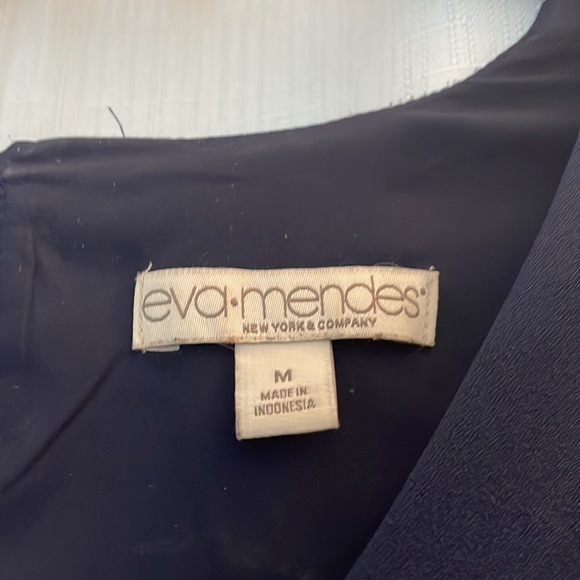 eva·mendes
NEW YORK & COMPANY
M
MADE IN
INDONESIA